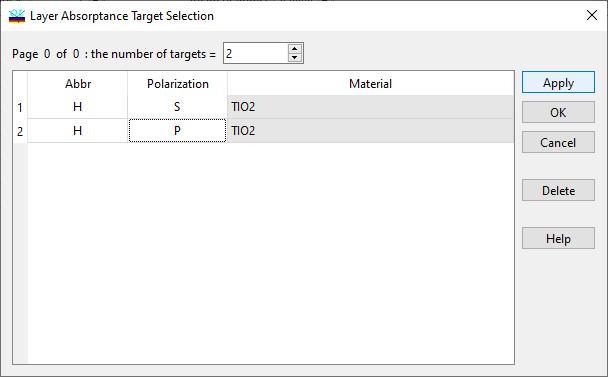 Layer Absorptance Target Selection
Page 0 of 0 : the number of targets = 2
Abbr Polarization Material
1 H S TIO2
2 H P TIO2
Apply
OK
Cancel
Delete
Help